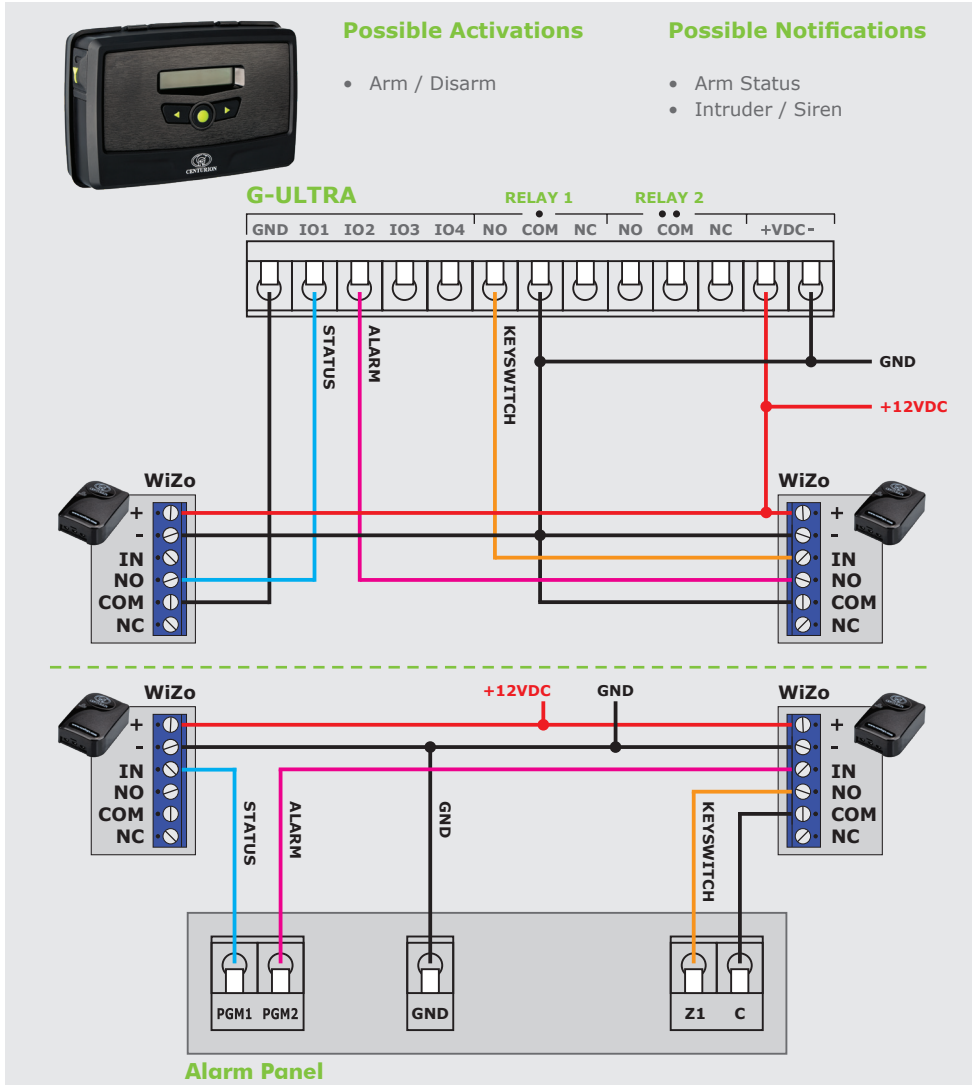 Possible Activations
• Arm / Disarm
Possible Notifications
• Arm Status
• Intruder / Siren
CENTURION
G-ULTRA
RELAY 1
RELAY 2
GND IO1 IO2 IO3 IO4 NO COM NC NO COM NC +VDC-
STATUS
ALARM
KEYSWITCH
GND
+12VDC
WiZo
+
-
IN
NO
COM
NC
WiZo
+
-
IN
NO
COM
NC
+12VDC
GND
WiZo
+
-
IN
NO
COM
NC
WiZo
+
-
IN
NO
COM
NC
STATUS
ALARM
GND
KEYSWITCH
PGM1 PGM2
GND
Z1 C
Alarm Panel